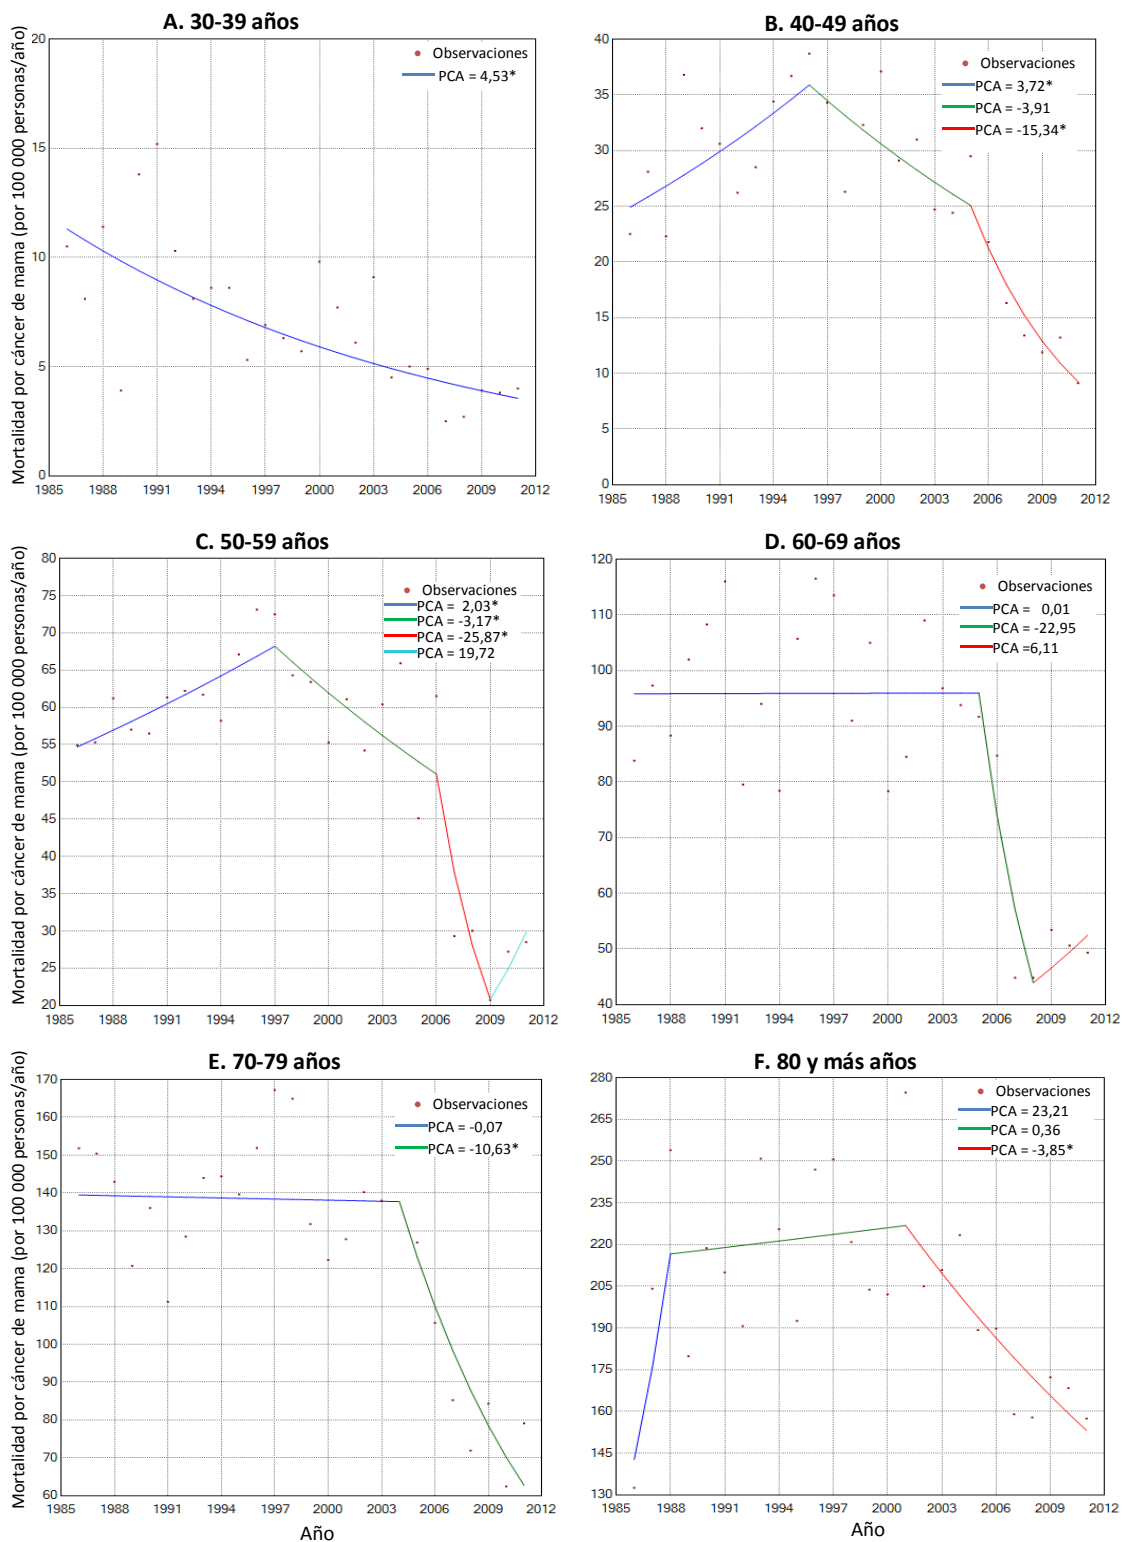 A. 30-39 años
Mortalidad por cáncer de mama (por 100 000 personas/año)
20
15
10
5
0
1985 1988 1991 1994 1997 2000 2003 2006 2009 2012
Observaciones
PCA = 4,53*
B. 40-49 años
40
35
30
25
20
15
10
5
0
1985 1988 1991 1994 1997 2000 2003 2006 2009 2012
Observaciones
PCA = 3,72*
PCA = -3,91
PCA = -15,34*
C. 50-59 años
Mortalidad por cáncer de mama (por 100 000 personas/año)
80
75
70
65
60
55
50
45
40
35
30
25
20
1985 1988 1991 1994 1997 2000 2003 2006 2009 2012
Observaciones
PCA = 2,03*
PCA = -3,17*
PCA = -25,87*
PCA = 19,72
D. 60-69 años
120
110
100
90
80
70
60
50
40
1985 1988 1991 1994 1997 2000 2003 2006 2009 2012
Observaciones
PCA = 0,01
PCA = -22,95
PCA =6,11
E. 70-79 años
Mortalidad por cáncer de mama (por 100 000 personas/año)
170
160
150
140
130
120
110
100
90
80
70
60
1985 1988 1991 1994 1997 2000 2003 2006 2009 2012
Año
Observaciones
PCA = -0,07
PCA = -10,63*
F. 80 y más años
280
265
250
235
220
205
190
175
160
145
130
1985 1988 1991 1994 1997 2000 2003 2006 2009 2012
Año
Observaciones
PCA = 23,21
PCA = 0,36
PCA = -3,85*